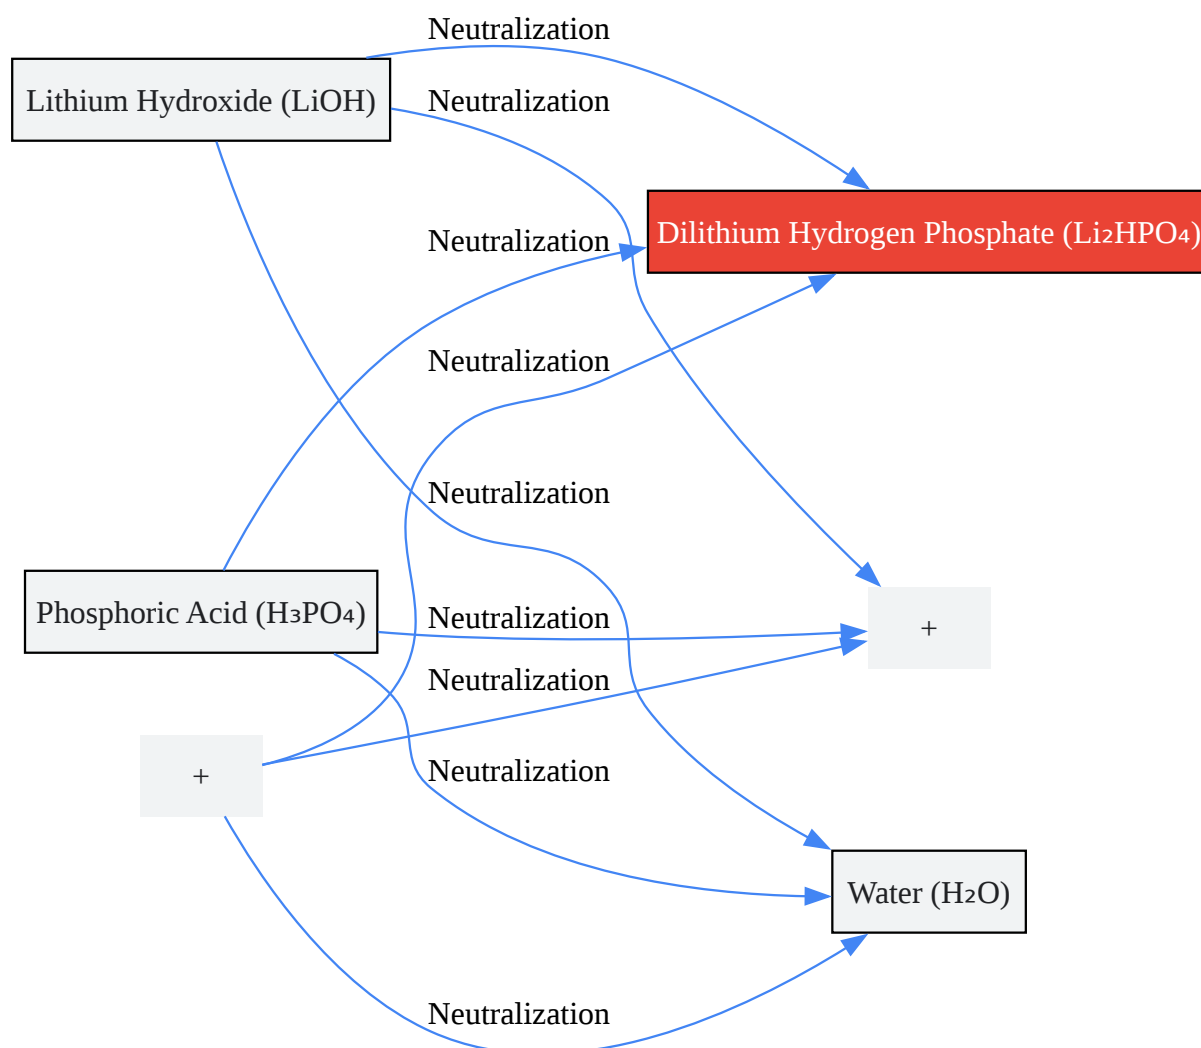 Neutralization
Lithium Hydroxide (LiOH)
Neutralization
Dilithium Hydrogen Phosphate (Li₂HPO₄)
Neutralization
Neutralization
Neutralization
Phosphoric Acid (H₃PO₄)
Neutralization
+
Neutralization
+
Neutralization
Water (H₂O)
Neutralization